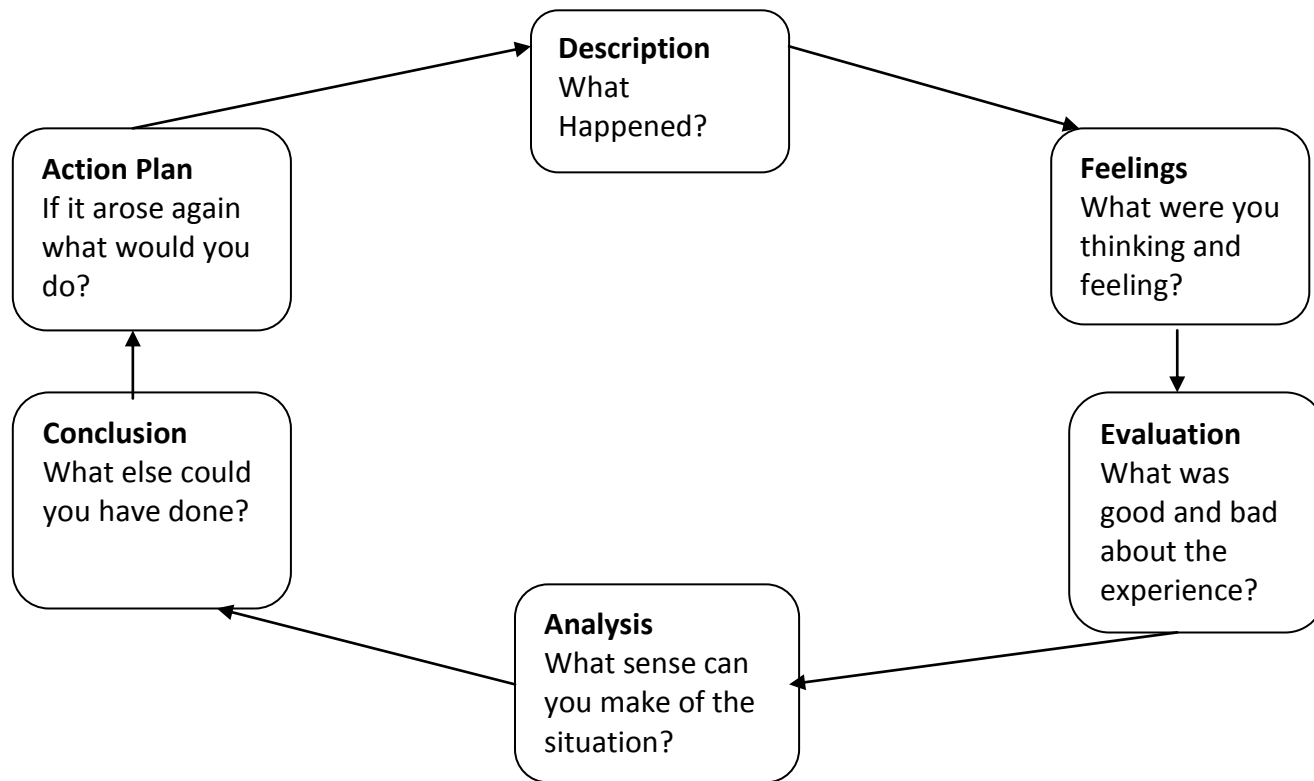 Description
What
Happened?
Feelings
What were you
thinking and
feeling?
Evaluation
What was
good and bad
about the
experience?
Analysis
What sense can
you make of the
situation?
Conclusion
What else could
you have done?
Action Plan
If it arose again
what would you
do?